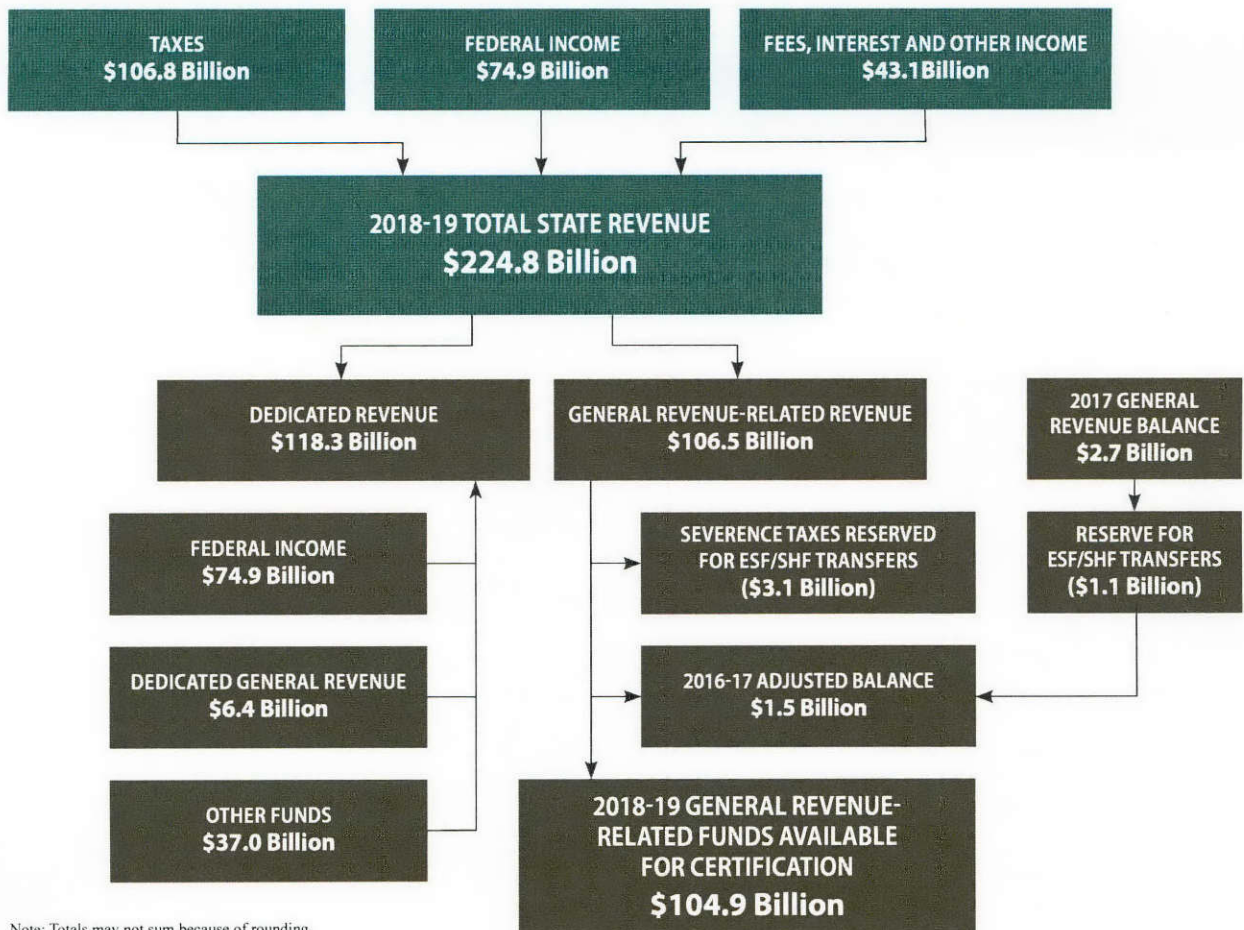 TAXES
$106.8 Billion
FEDERAL INCOME
$74.9 Billion
FEES, INTEREST AND OTHER INCOME
$43.1Billion
2018-19 TOTAL STATE REVENUE
$224.8 Billion
DEDICATED REVENUE
$118.3 Billion
GENERAL REVENUE-RELATED REVENUE
$106.5 Billion
2017 GENERAL
REVENUE BALANCE
$2.7 Billion
FEDERAL INCOME
$74.9 Billion
SEVERENCE TAXES RESERVED
FOR ESF/SHF TRANSFERS
($3.1 Billion)
RESERVE FOR
ESF/SHF TRANSFERS
($1.1 Billion)
DEDICATED GENERAL REVENUE
$6.4 Billion
2016-17 ADJUSTED BALANCE
$1.5 Billion
OTHER FUNDS
$37.0 Billion
2018-19 GENERAL REVENUE-
RELATED FUNDS AVAILABLE
FOR CERTIFICATION
$104.9 Billion
Note: Totals may not sum because of rounding.